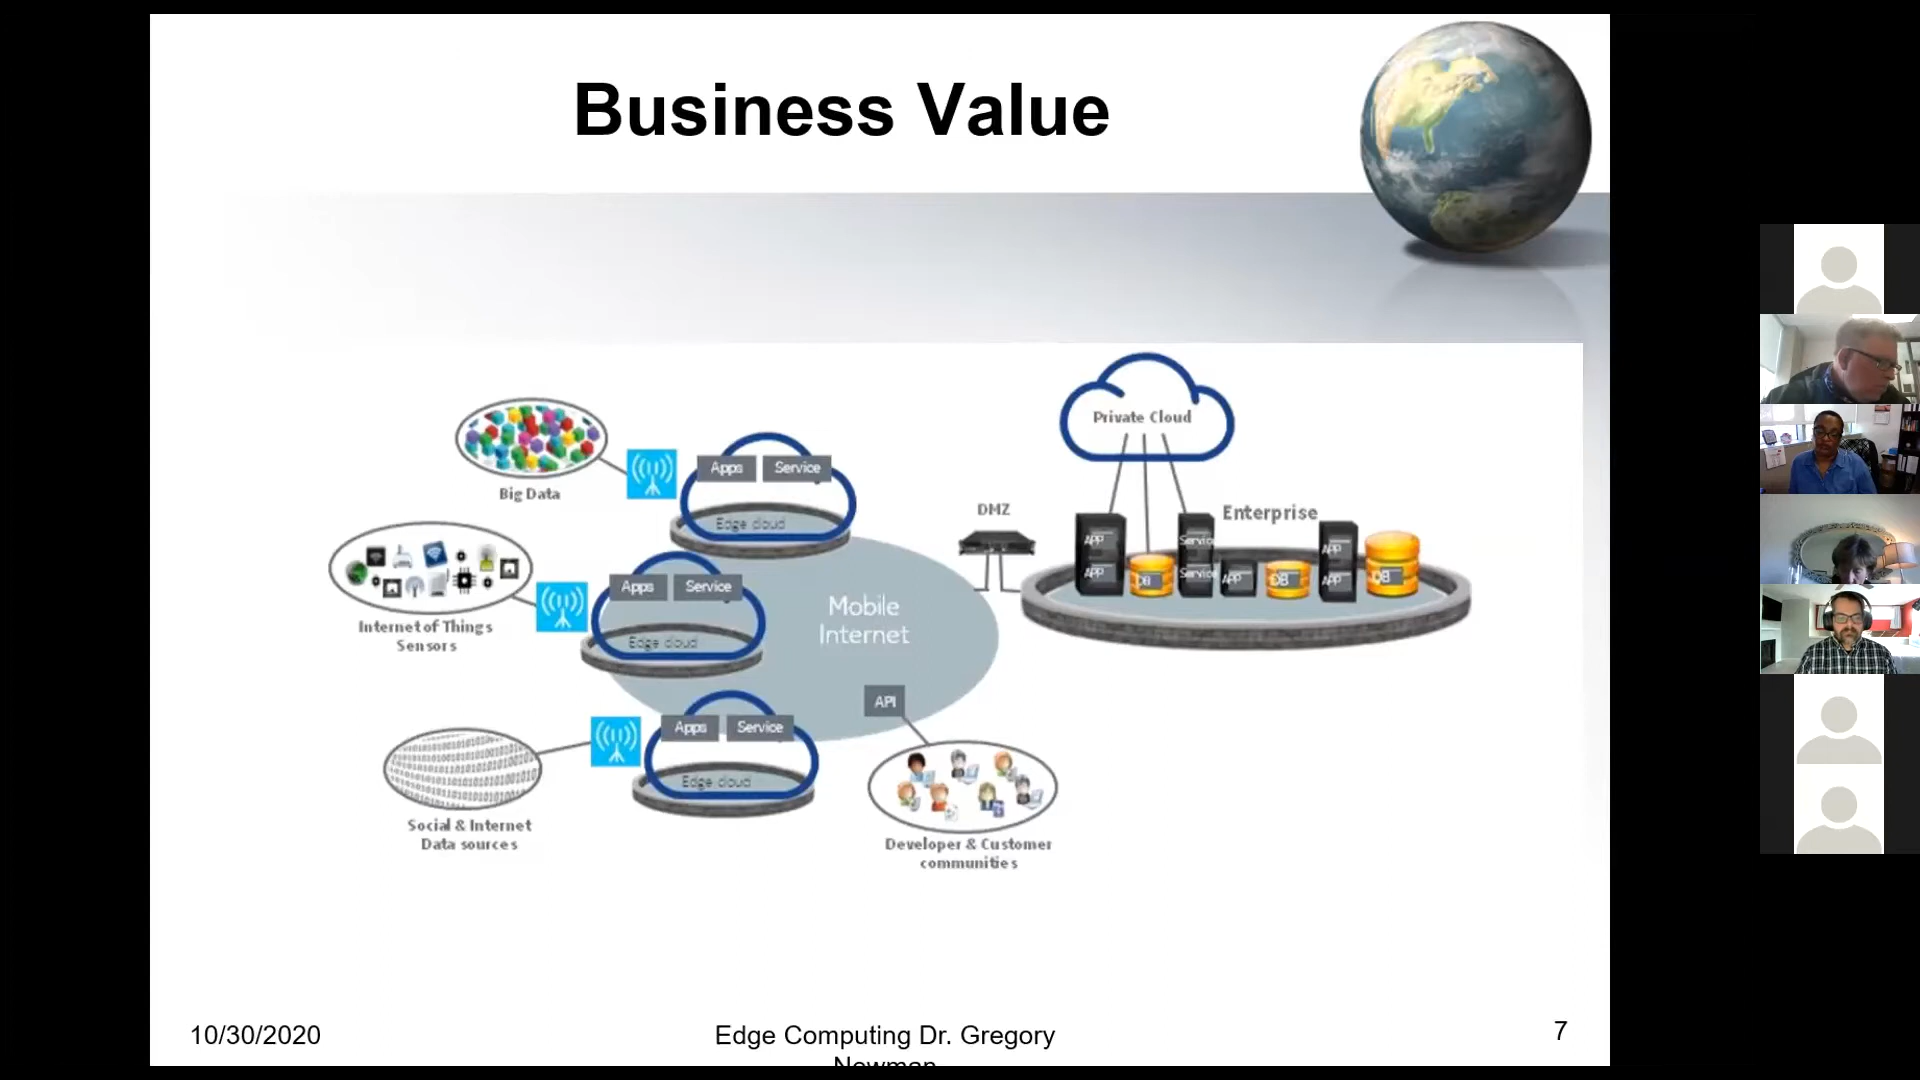 Business Value
Private Cloud
Apps
Service
Big Data
Edge cloud
DMZ
Enterprise
APP
Service
APP
APP
Service
APP
DB
DB
APP
DB
Apps
Service
Mobile
Internet
Internet of Things
Sensors
Edge cloud
API
Apps
Service
Edge cloud
Social & Internet
Data sources
Developer & Customer
communities
10/30/2020
Edge Computing Dr. Gregory
Newman
7